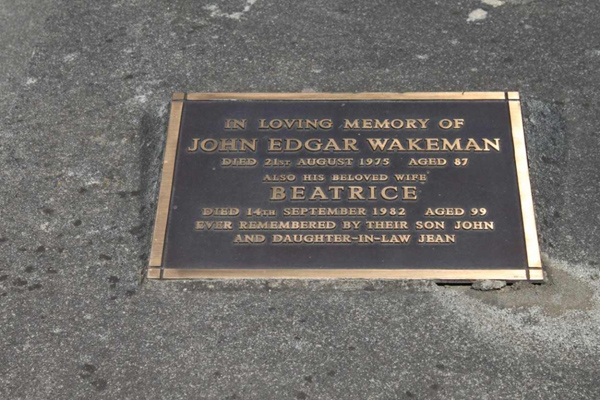 IN LOVING MEMORY OF
JOHN EDGAR WAKEMAN
DIED 21ST. AUGUST 1975 AGED 87
ALSO HIS BELOVED WIFE
BEATRICE
DIED 14TH SEPTEMBER 1982 AGED 99
EVER REMEMBERED BY THEIR SON JOHN
AND DAUGHTER-IN-LAW JEAN